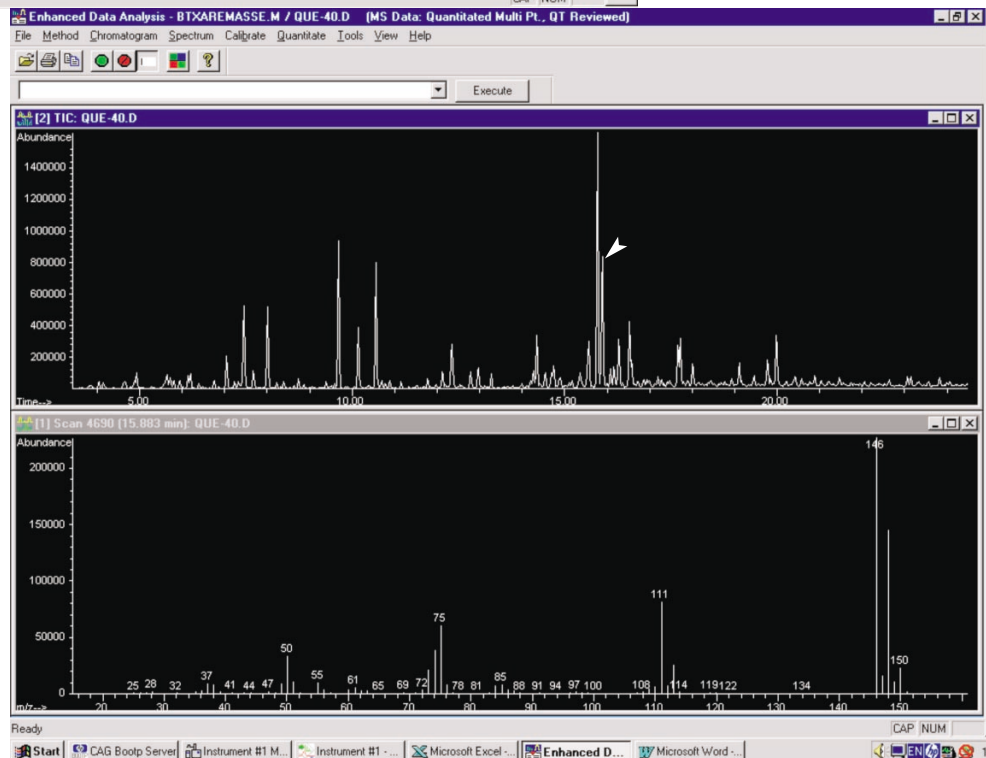 CAP NUM
Enhanced Data Analysis - BTXAREMASSE.M / QUE-40.D (MS Data: Quantitated Multi Pt., QT Reviewed)
File Method Chromatogram Spectrum Calibrate Quantitate Tools View Help
Execute
[2] TIC: QUE-40.D
Abundance
1400000
1200000
1000000
800000
600000
400000
200000
Time--> 5.00 10.00 15.00 20.00
[1] Scan 4690 (15.883 min): QUE-40.D
Abundance
146
200000
150000
100000
111
75
50000
50
150
37 55 61 72 85
25 28 32 41 44 47 65 69 78 81 88 91 94 97 100 108 114 119 122 134
0
m/z--> 20 30 40 50 60 70 80 90 100 110 120 130 140 150
Ready CAP NUM
Start CAG Bootp Server Instrument #1 M... Instrument #1 - ... Microsoft Excel -... Enhanced D... Microsoft Word -... EN